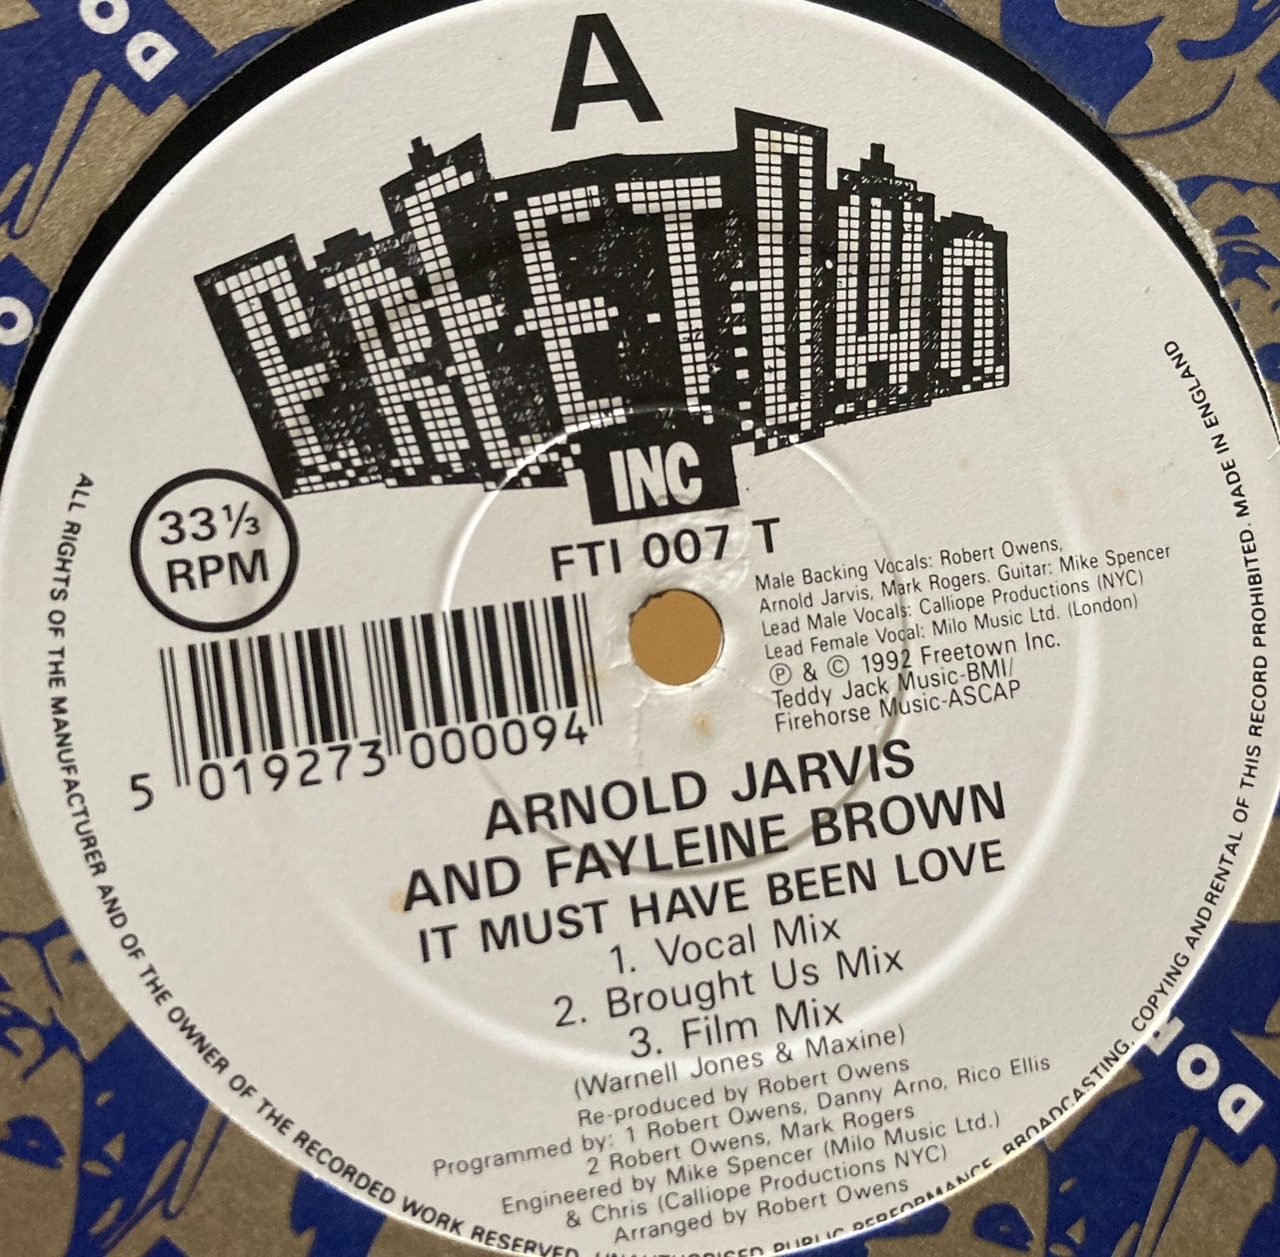 A
FREETOWN
INC
FTI 007 T
33 1/3
RPM
Male Backing Vocals: Robert Owens,
Arnold Jarvis, Mark Rogers. Guitar: Mike Spencer
Lead Male Vocals: Calliope Productions (NYC)
Lead Female Vocal: Milo Music Ltd. (London)
℗ & © 1992 Freetown Inc.
Teddy Jack Music-BMI/
Firehorse Music-ASCAP
5 019273 000094
ARNOLD JARVIS
AND FAYLEINE BROWN
IT MUST HAVE BEEN LOVE
1. Vocal Mix
2. Brought Us Mix
3. Film Mix
(Warnell Jones & Maxine)
Re-produced by Robert Owens
Programmed by: 1 Robert Owens, Danny Arno, Rico Ellis
2 Robert Owens, Mark Rogers
Engineered by Mike Spencer (Milo Music Ltd.)
& Chris (Calliope Productions NYC)
Arranged by Robert Owens
ALL RIGHTS OF THE MANUFACTURER AND OF THE OWNER OF THE RECORDED WORK RESERVED. UNAUTHORISED PUBLIC PERFORMANCE, BROADCASTING, COPYING AND RENTAL OF THIS RECORD PROHIBITED. MADE IN ENGLAND